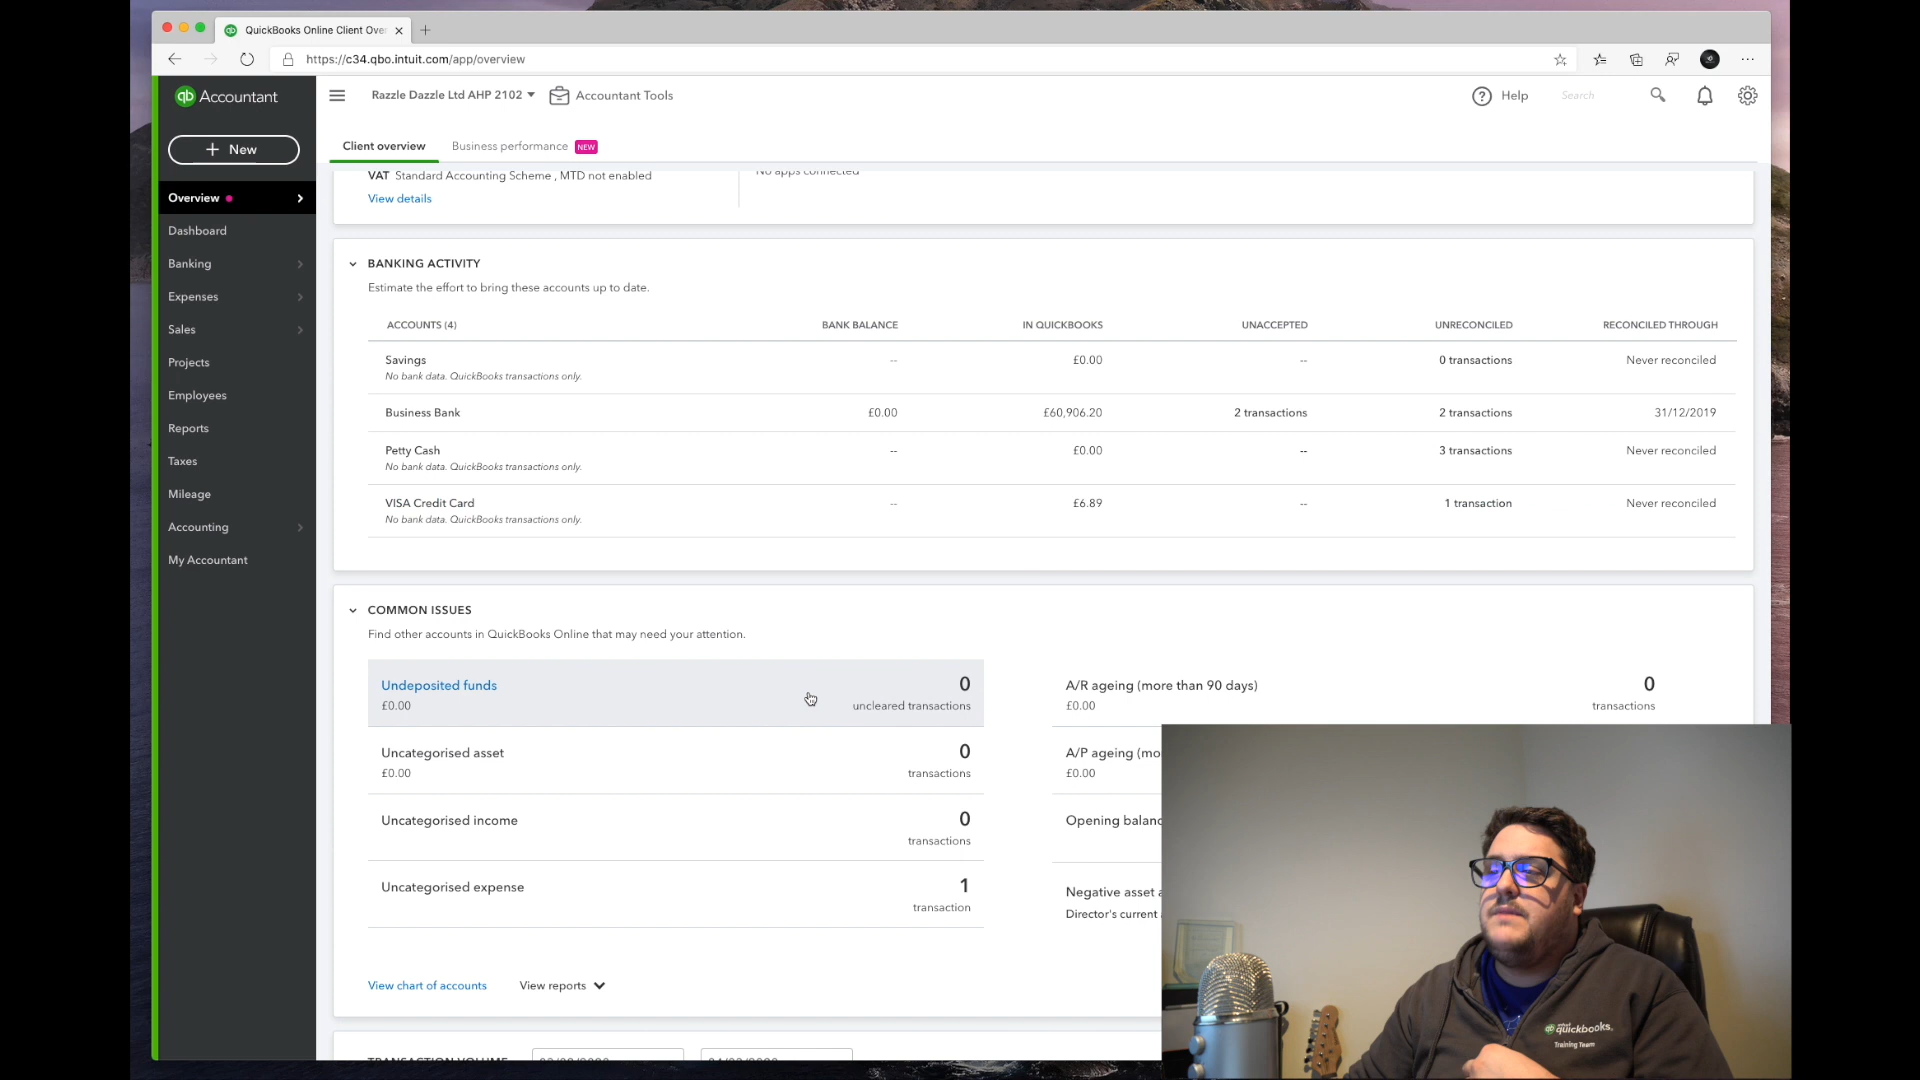 QuickBooks Online Client Ove
https://c34.qbo.intuit.com/app/overview
qb Accountant
Razzle Dazzle Ltd AHP 2102
Accountant Tools
Help
Search
+ New
Client overview
Business performance NEW
Overview
Dashboard
Banking
Expenses
Sales
Projects
Employees
Reports
Taxes
Mileage
Accounting
My Accountant
VAT Standard Accounting Scheme , MTD not enabled
No apps connected
View details
BANKING ACTIVITY
Estimate the effort to bring these accounts up to date.
ACCOUNTS (4) BANK BALANCE IN QUICKBOOKS UNACCEPTED UNRECONCILED RECONCILED THROUGH
Savings -- £0.00 -- 0 transactions Never reconciled
No bank data. QuickBooks transactions only.
Business Bank £0.00 £60,906.20 2 transactions 2 transactions 31/12/2019
Petty Cash -- £0.00 -- 3 transactions Never reconciled
No bank data. QuickBooks transactions only.
VISA Credit Card -- £6.89 -- 1 transaction Never reconciled
No bank data. QuickBooks transactions only.
COMMON ISSUES
Find other accounts in QuickBooks Online that may need your attention.
Undeposited funds 0
£0.00 uncleared transactions
Uncategorised asset 0
£0.00 transactions
Uncategorised income 0
transactions
Uncategorised expense 1
transaction
A/R ageing (more than 90 days) 0
£0.00 transactions
A/P ageing (mo
£0.00
Opening balanc
Negative asset a
Director's current
View chart of accounts
View reports
TRANSACTION VOLUME
qb quickbooks.
Training Team